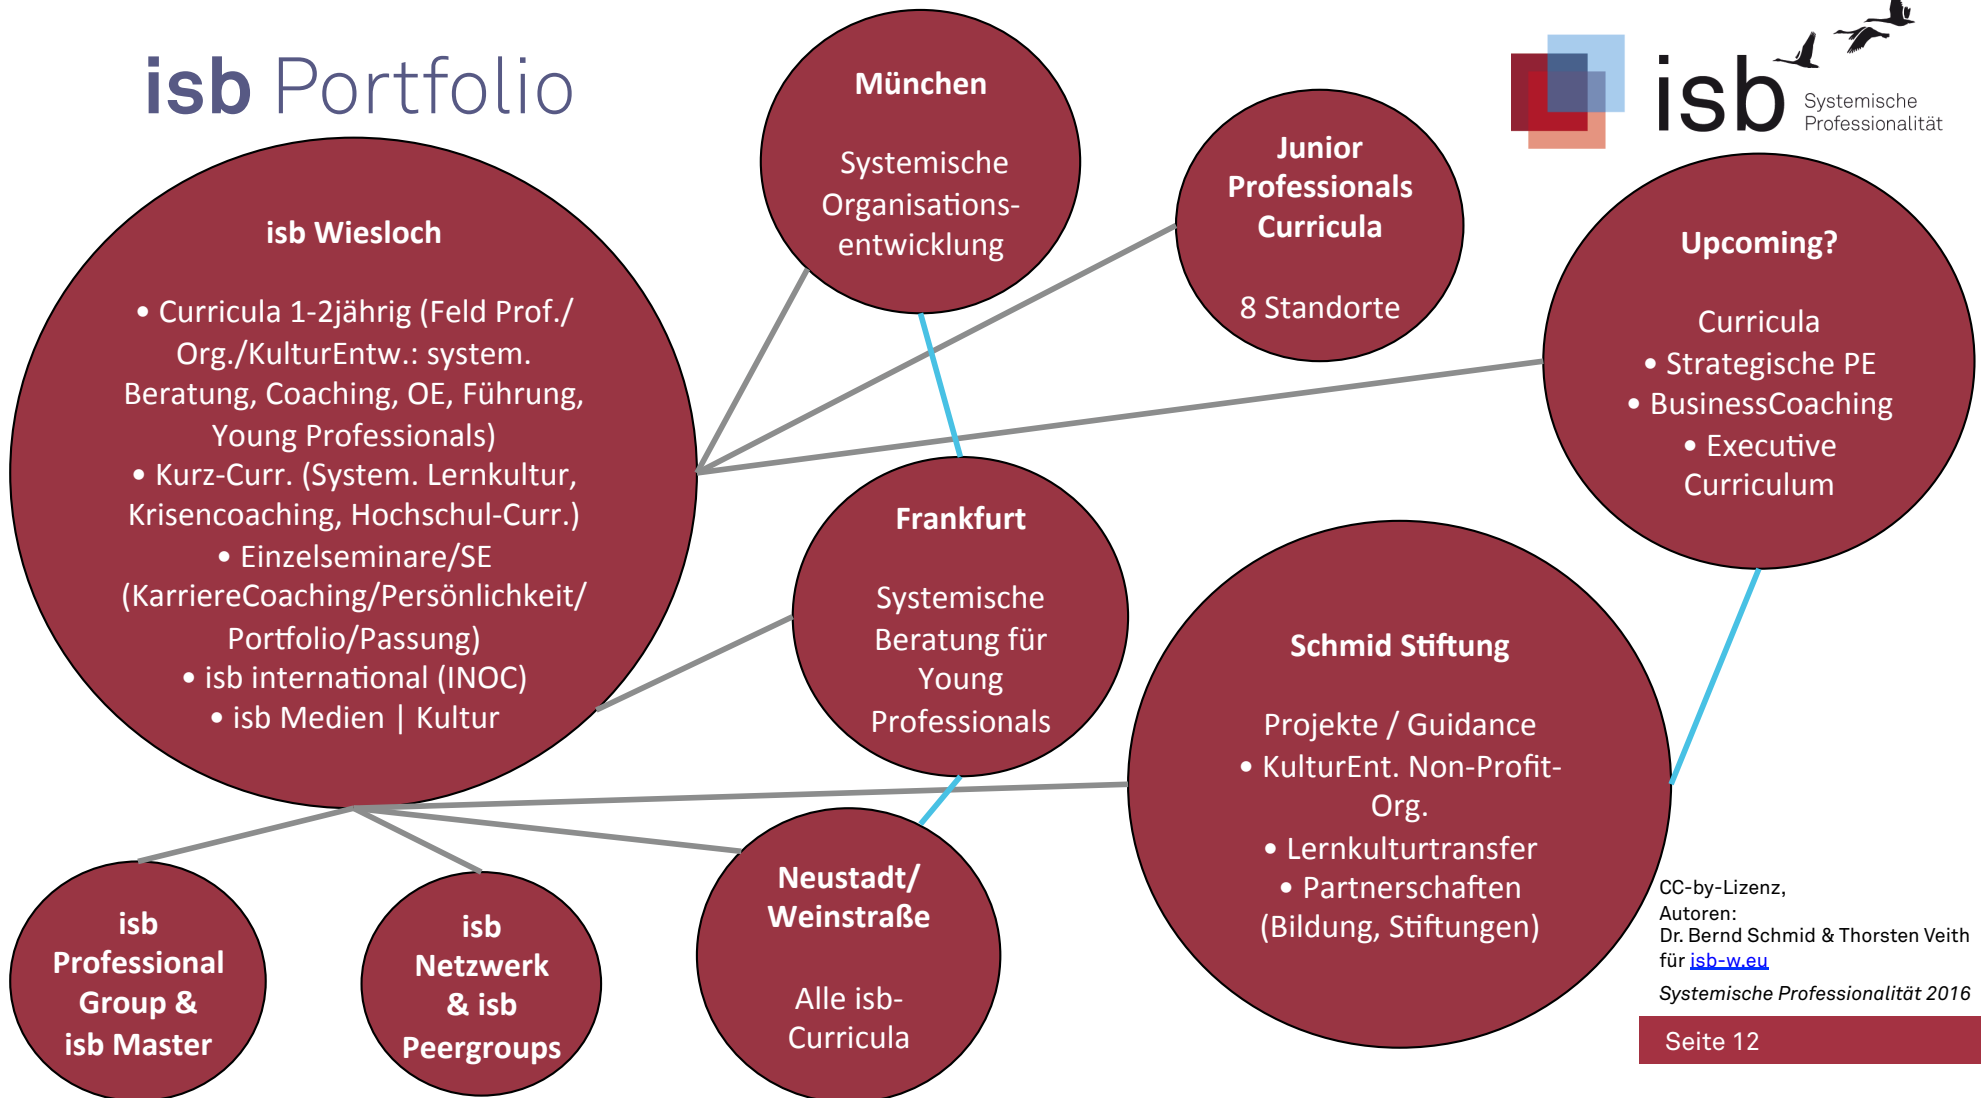 isb Portfolio
isb
Systemische
Professionalität
isb Wiesloch
• Curricula 1-2jährig (Feld Prof./
Org./KulturEntw.: system.
Beratung, Coaching, OE, Führung,
Young Professionals)
• Kurz-Curr. (System. Lernkultur,
Krisencoaching, Hochschul-Curr.)
• Einzelseminare/SE
(KarriereCoaching/Persönlichkeit/
Portfolio/Passung)
• isb international (INOC)
• isb Medien | Kultur
München
Systemische
Organisations-
entwicklung
Junior
Professionals
Curricula
8 Standorte
Upcoming?
Curricula
• Strategische PE
• BusinessCoaching
• Executive
Curriculum
Frankfurt
Systemische
Beratung für
Young
Professionals
Schmid Stiftung
Projekte / Guidance
• KulturEnt. Non-Profit-
Org.
• Lernkulturtransfer
• Partnerschaften
(Bildung, Stiftungen)
isb
Professional
Group &
isb Master
isb
Netzwerk
& isb
Peergroups
Neustadt/
Weinstraße
Alle isb-
Curricula
CC-by-Lizenz,
Autoren:
Dr. Bernd Schmid & Thorsten Veith
für isb-w.eu
Systemische Professionalität 2016
Seite 12